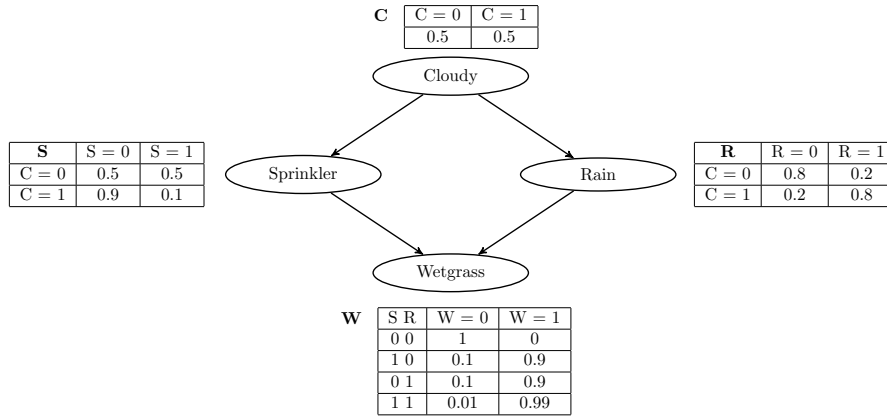 C C = 0 C = 1
0.5 0.5
Cloudy
S S = 0 S = 1
C = 0 0.5 0.5
C = 1 0.9 0.1
Sprinkler
Rain
R R = 0 R = 1
C = 0 0.8 0.2
C = 1 0.2 0.8
Wetgrass
W S R W = 0 W = 1
0 0 1 0
1 0 0.1 0.9
0 1 0.1 0.9
1 1 0.01 0.99